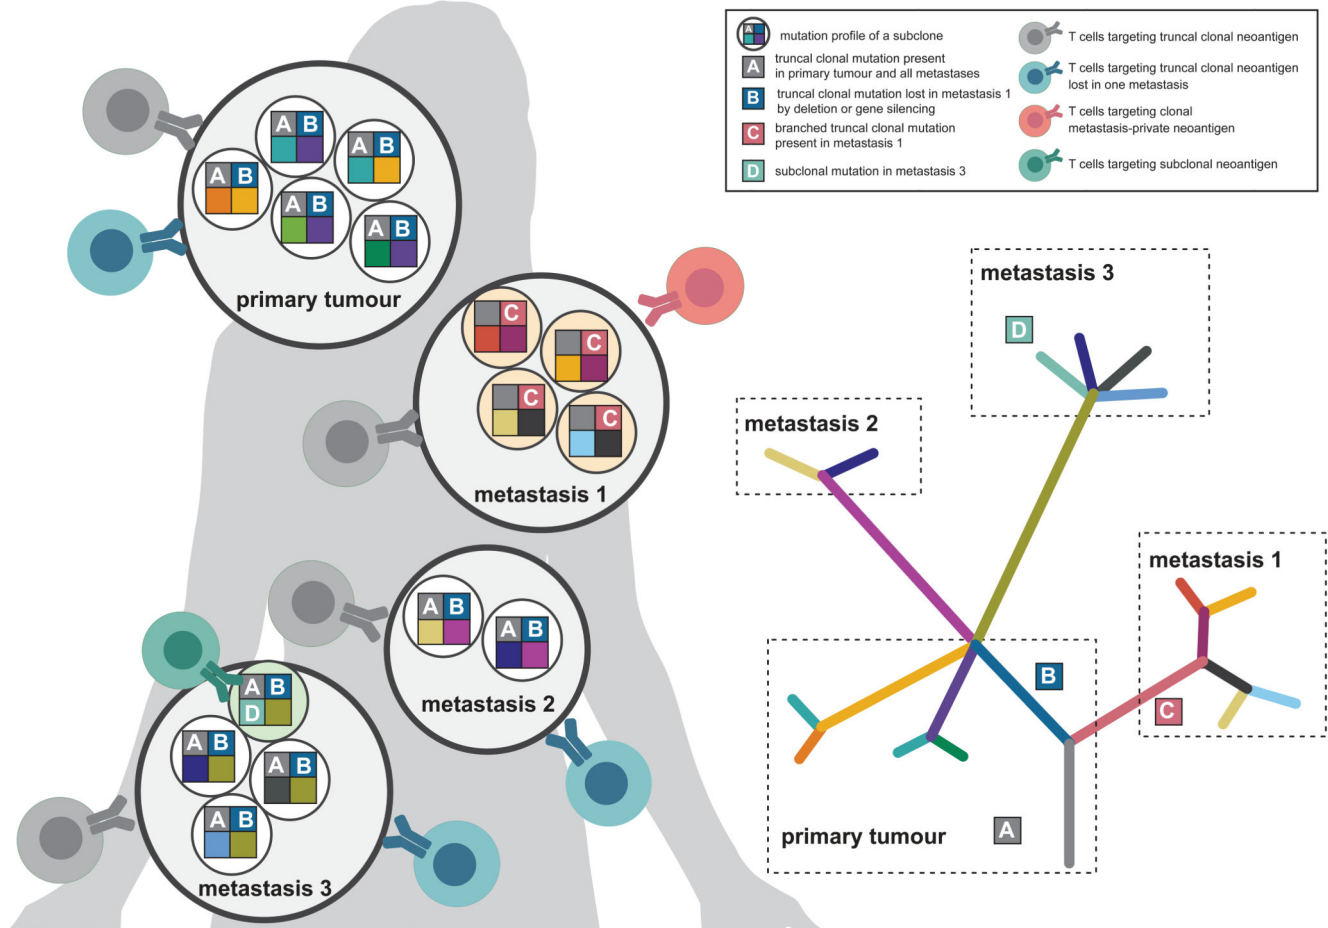 A B
mutation profile of a subclone
A
truncal clonal mutation present
in primary tumour and all metastases
B
truncal clonal mutation lost in metastasis 1
by deletion or gene silencing
C
branched truncal clonal mutation
present in metastasis 1
D
subclonal mutation in metastasis 3
T cells targeting truncal clonal neoantigen
T cells targeting truncal clonal neoantigen
lost in one metastasis
T cells targeting clonal
metastasis-private neoantigen
T cells targeting subclonal neoantigen
A B
A B
A B
A B
A B
primary tumour
C
C
C
C
metastasis 1
A B
A B
metastasis 2
A B
D
A B
A B
A B
metastasis 3
metastasis 3
D
metastasis 2
metastasis 1
B
C
primary tumour
A